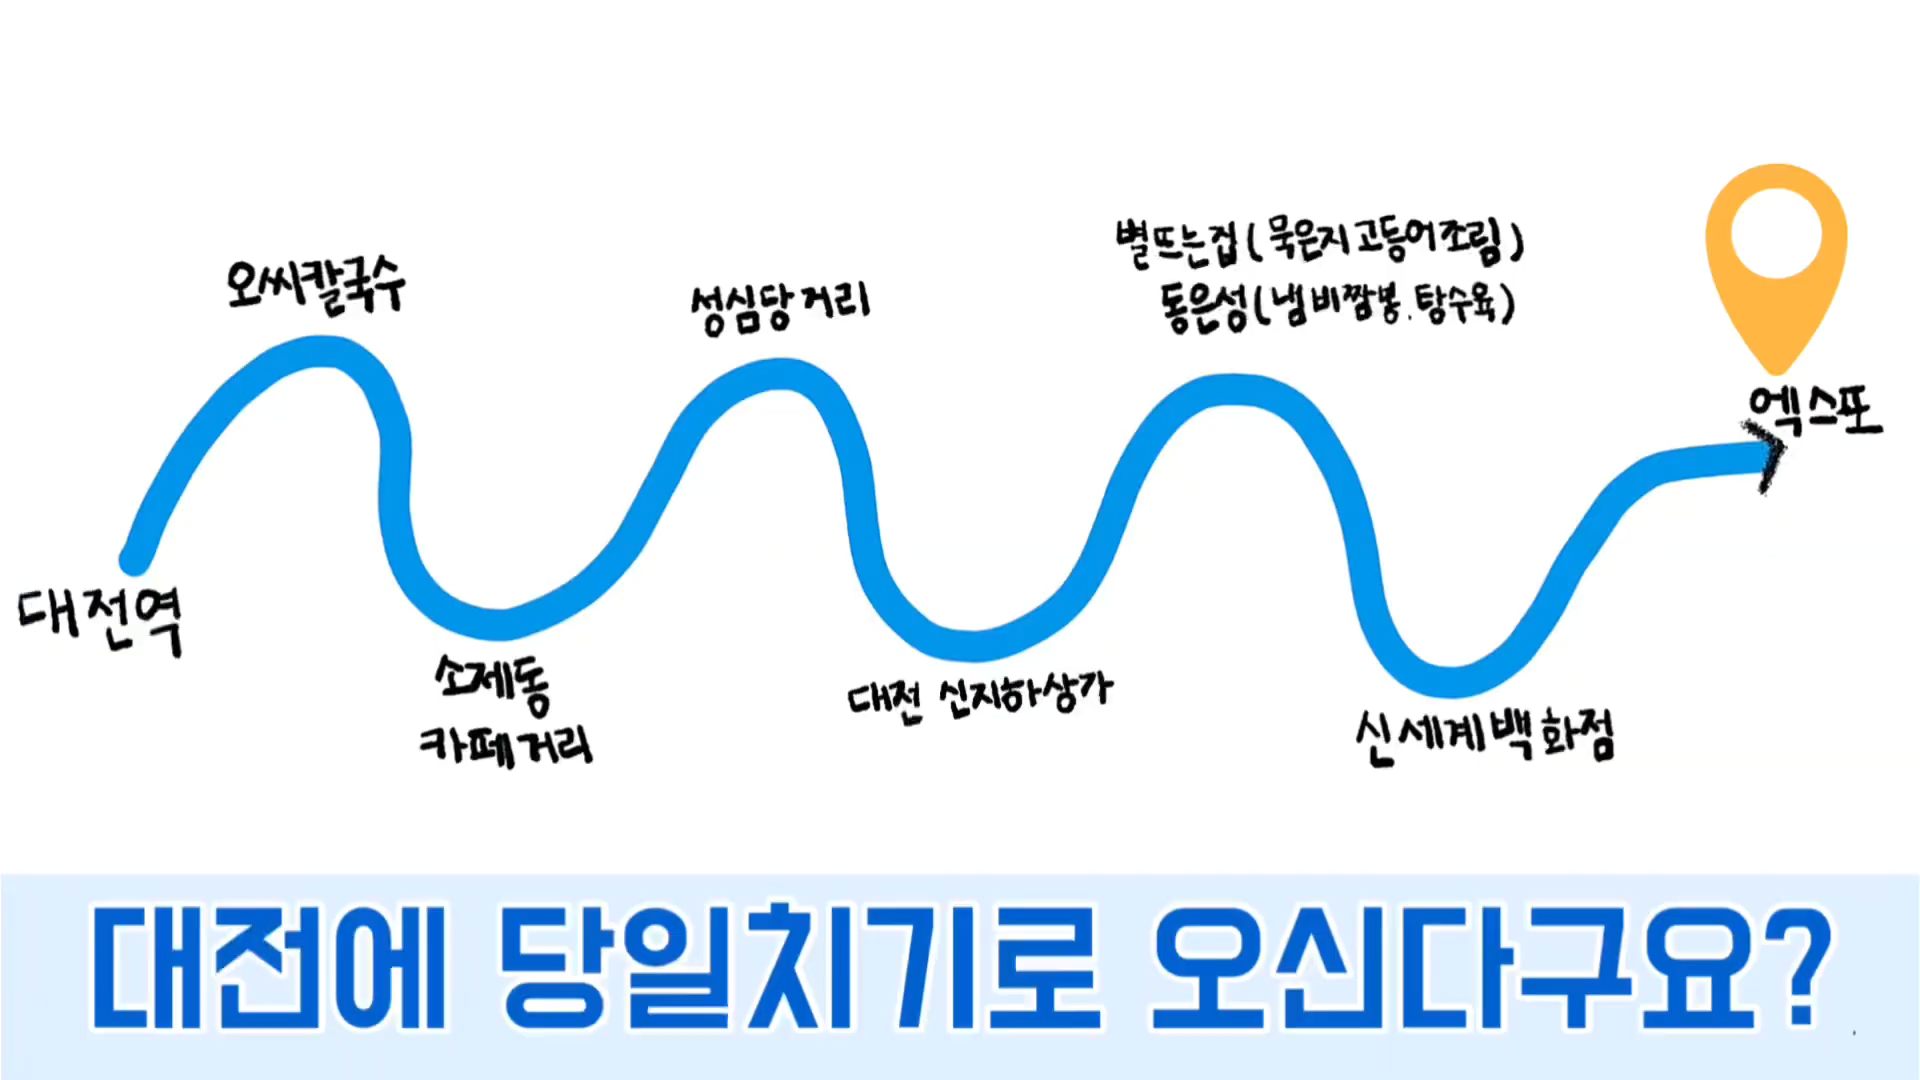 대전역
오씨칼국수
소제동
카페거리
성심당거리
대전 신지하상가
별뜨는집(묵은지고등어조림)
동은성(냄비짬뽕.탕수육)
신세계백화점
엑스포
대전에 당일치기로 오신다구요?